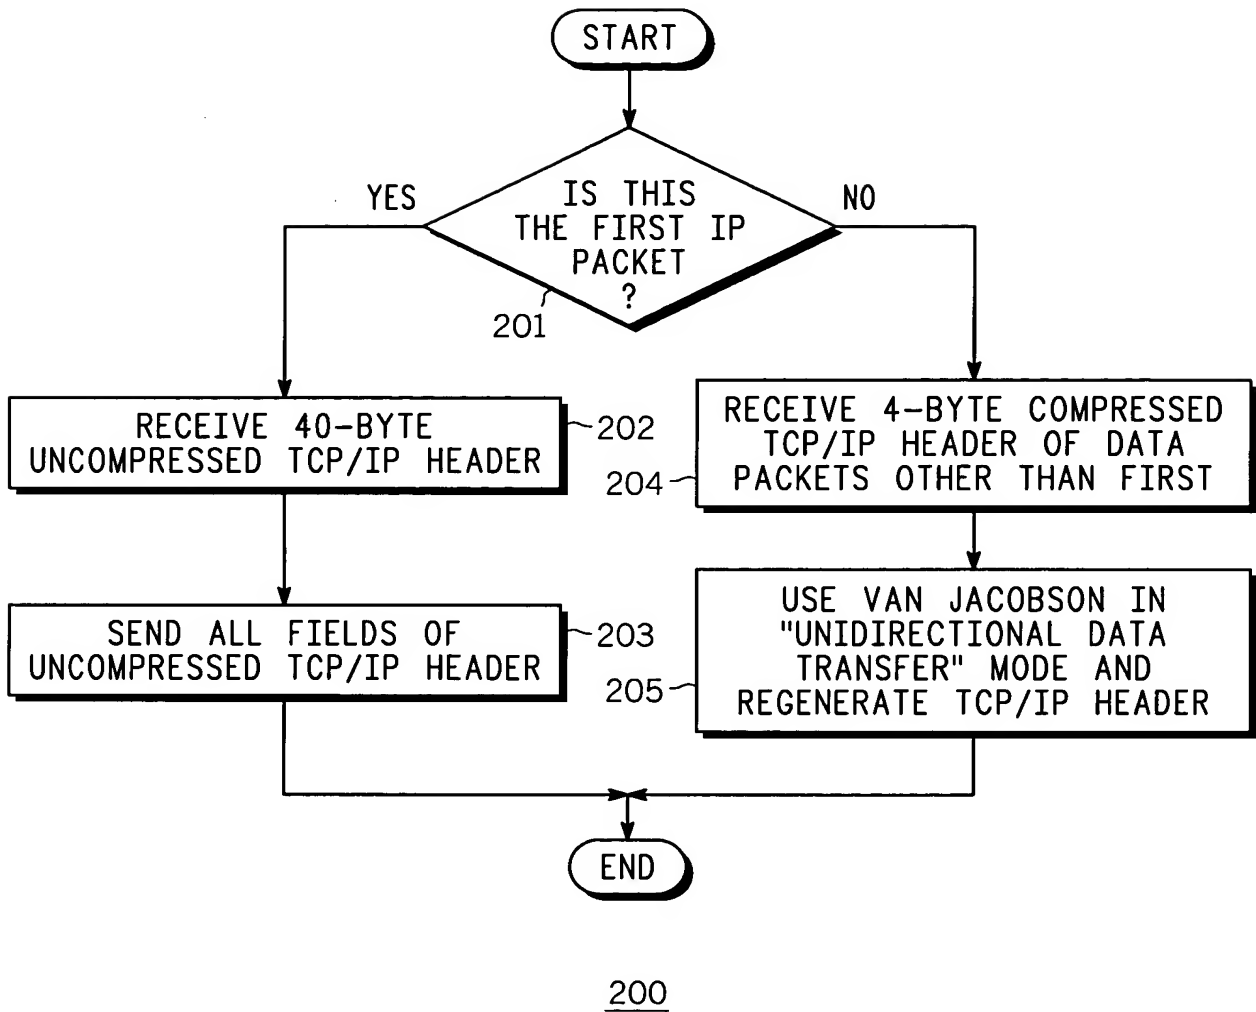 START
YES
IS THIS
THE FIRST IP
PACKET
?
NO
201
RECEIVE 40-BYTE
UNCOMPRESSED TCP/IP HEADER
202
RECEIVE 4-BYTE COMPRESSED
TCP/IP HEADER OF DATA
PACKETS OTHER THAN FIRST
204
SEND ALL FIELDS OF
UNCOMPRESSED TCP/IP HEADER
203
USE VAN JACOBSON IN
"UNIDIRECTIONAL DATA
TRANSFER" MODE AND
REGENERATE TCP/IP HEADER
205
END
200